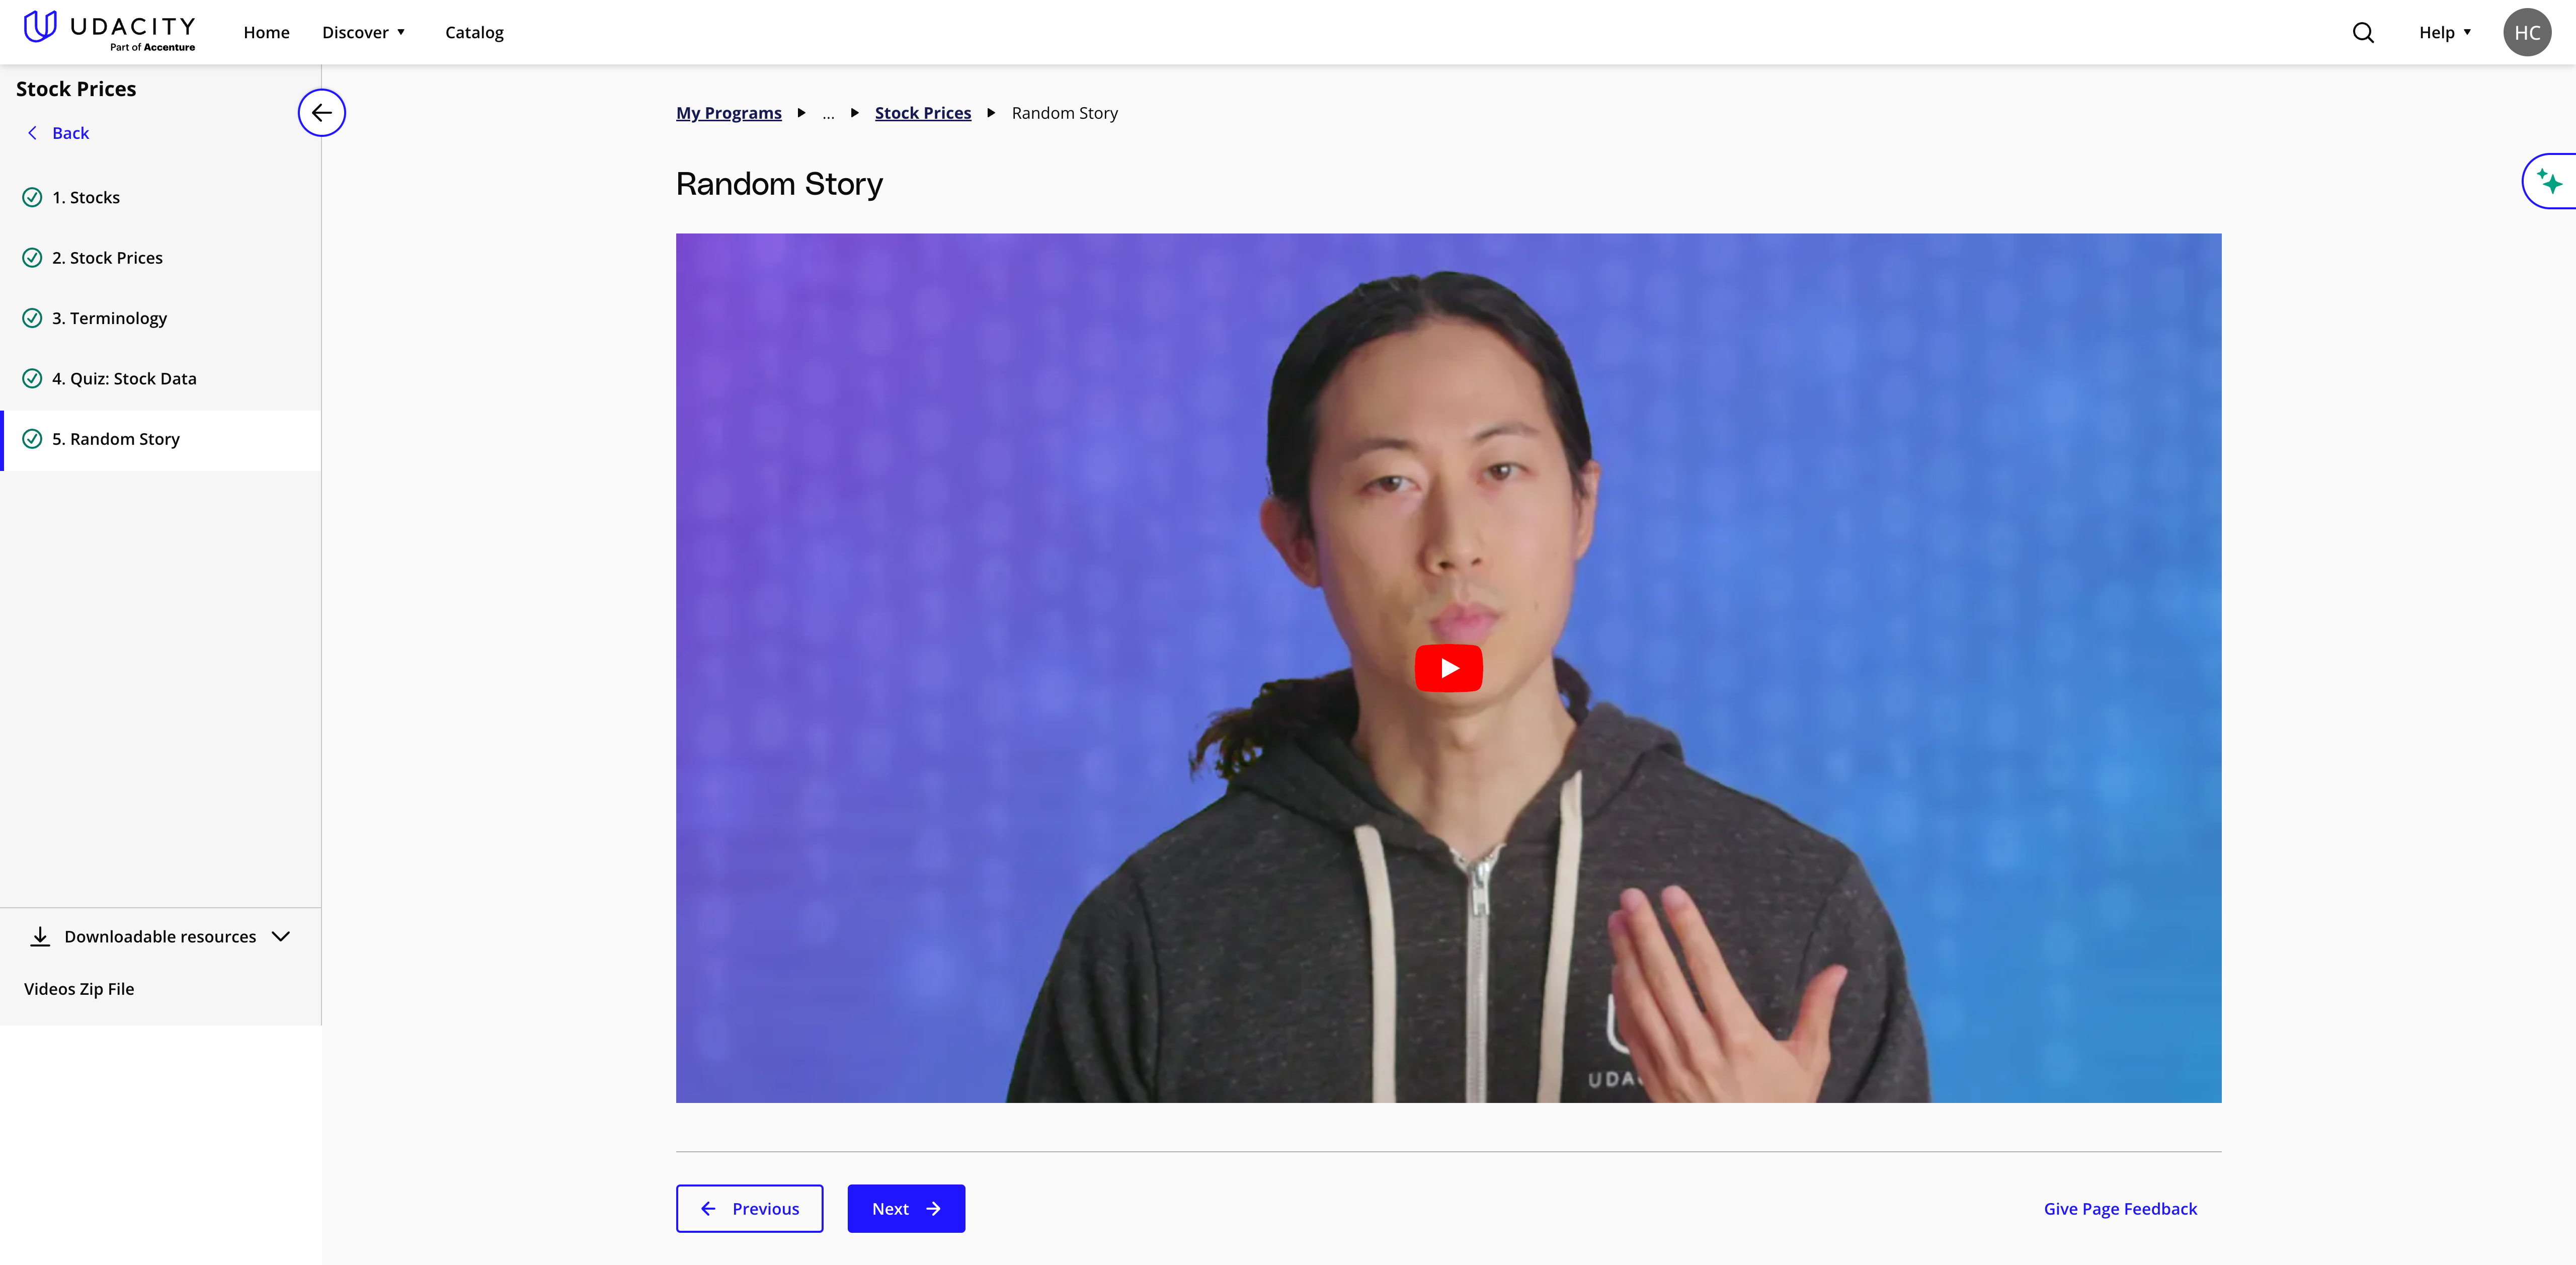 UDACITY
Part of Accenture
Home
Discover
Catalog
Help
HC
Stock Prices
Back
1. Stocks
2. Stock Prices
3. Terminology
4. Quiz: Stock Data
5. Random Story
Downloadable resources
Videos Zip File
My Programs
...
Stock Prices
Random Story
Random Story
UDA
Previous
Next
Give Page Feedback